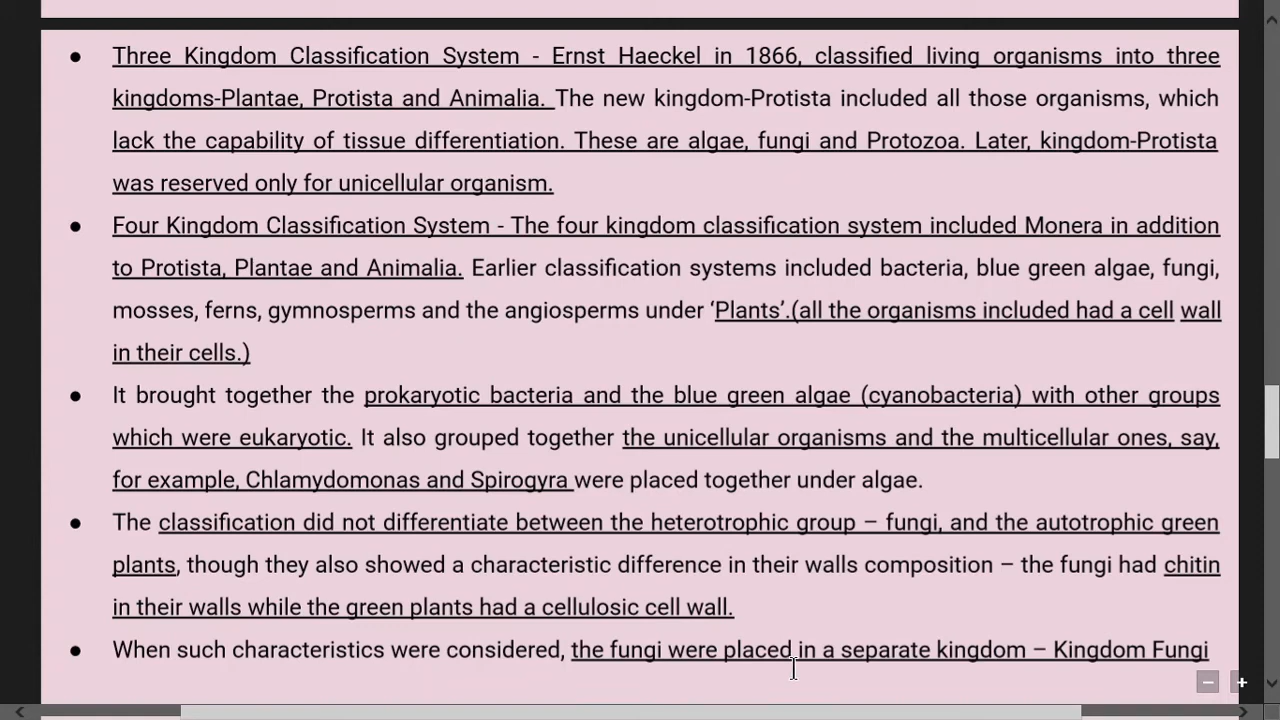 ● Three Kingdom Classification System - Ernst Haeckel in 1866, classified living organisms into three
kingdoms-Plantae, Protista and Animalia. The new kingdom-Protista included all those organisms, which
lack the capability of tissue differentiation. These are algae, fungi and Protozoa. Later, kingdom-Protista
was reserved only for unicellular organism.
● Four Kingdom Classification System - The four kingdom classification system included Monera in addition
to Protista, Plantae and Animalia. Earlier classification systems included bacteria, blue green algae, fungi,
mosses, ferns, gymnosperms and the angiosperms under ‘Plants’.(all the organisms included had a cell wall
in their cells.)
● It brought together the prokaryotic bacteria and the blue green algae (cyanobacteria) with other groups
which were eukaryotic. It also grouped together the unicellular organisms and the multicellular ones, say,
for example, Chlamydomonas and Spirogyra were placed together under algae.
● The classification did not differentiate between the heterotrophic group – fungi, and the autotrophic green
plants, though they also showed a characteristic difference in their walls composition – the fungi had chitin
in their walls while the green plants had a cellulosic cell wall.
● When such characteristics were considered, the fungi were placed in a separate kingdom – Kingdom Fungi